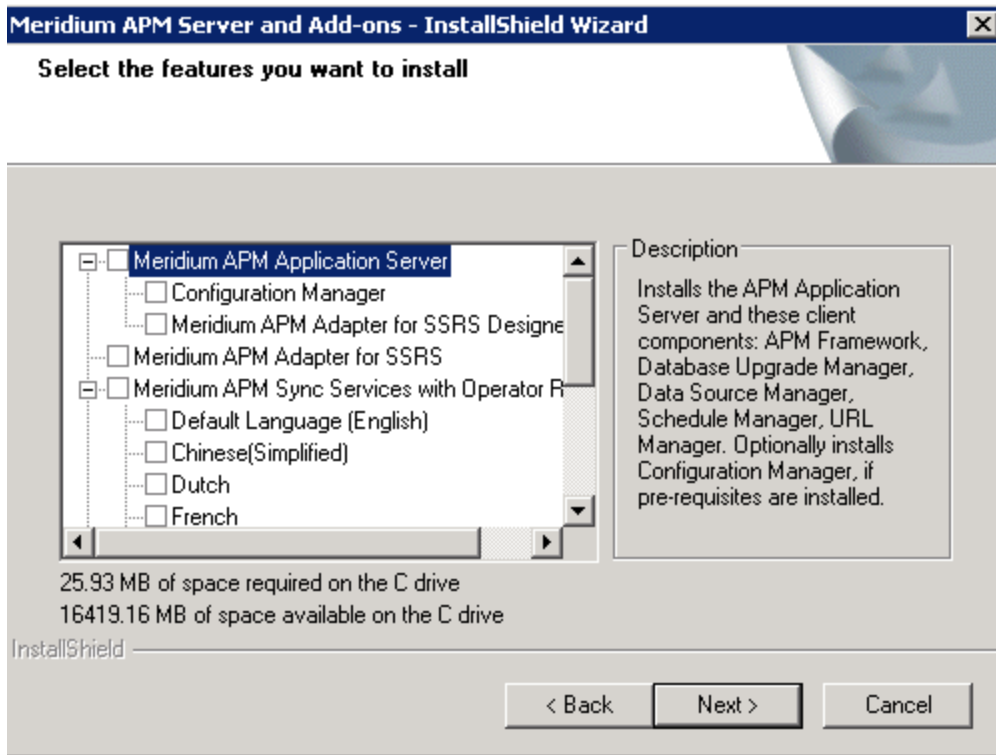 Meridium APM Server and Add-ons - InstallShield Wizard
Select the features you want to install
Meridium APM Application Server
Configuration Manager
Meridium APM Adapter for SSRS Designe
Meridium APM Adapter for SSRS
Meridium APM Sync Services with Operator R
Default Language (English)
Chinese(Simplified)
Dutch
French
Description
Installs the APM Application
Server and these client
components: APM Framework,
Database Upgrade Manager,
Data Source Manager,
Schedule Manager, URL
Manager. Optionally installs
Configuration Manager, if
pre-requisites are installed.
25.93 MB of space required on the C drive
16419.16 MB of space available on the C drive
InstallShield
< Back
Next >
Cancel